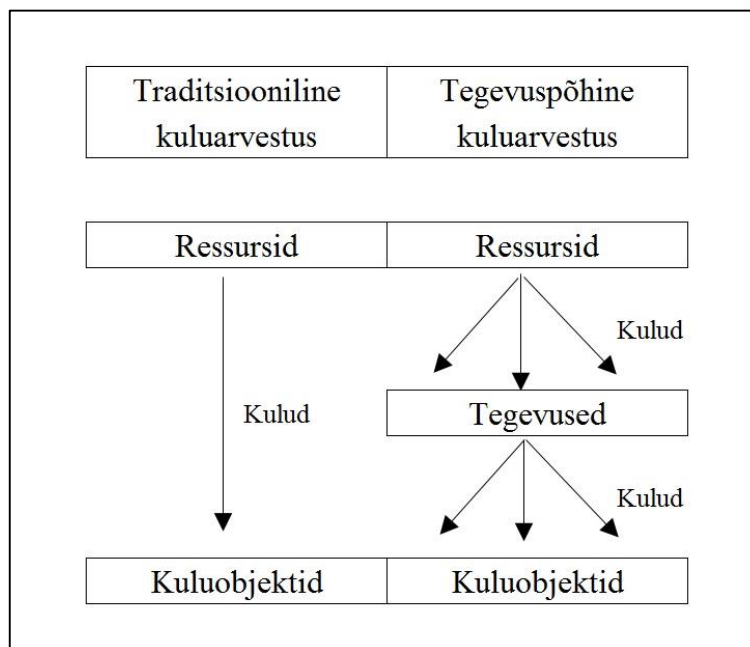 Traditsiooniline
kuluarvestus
Tegevuspõhine
kuluarvestus
Ressursid
Ressursid
Kulud
Kulud
Tegevused
Kulud
Kuluobjektid
Kuluobjektid